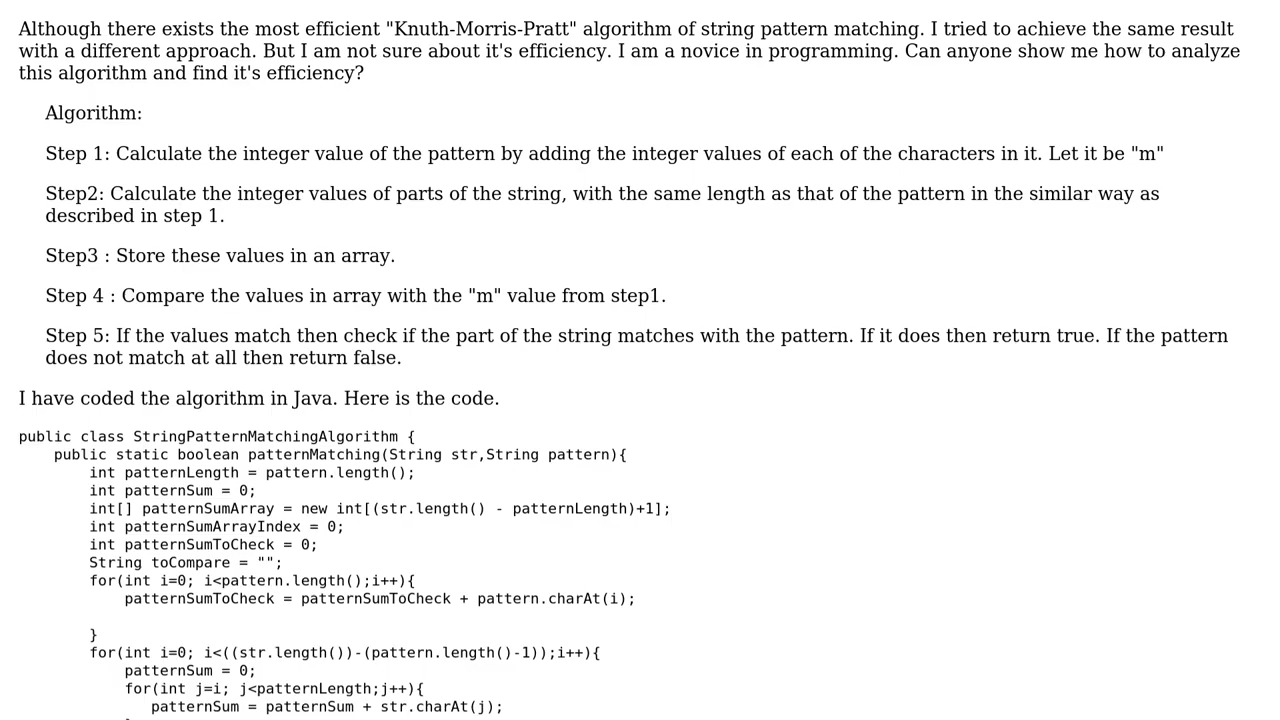 Although there exists the most efficient "Knuth-Morris-Pratt" algorithm of string pattern matching. I tried to achieve the same result
with a different approach. But I am not sure about it's efficiency. I am a novice in programming. Can anyone show me how to analyze
this algorithm and find it's efficiency?
Algorithm:
Step 1: Calculate the integer value of the pattern by adding the integer values of each of the characters in it. Let it be "m"
Step2: Calculate the integer values of parts of the string, with the same length as that of the pattern in the similar way as
described in step 1.
Step3 : Store these values in an array.
Step 4 : Compare the values in array with the "m" value from step1.
Step 5: If the values match then check if the part of the string matches with the pattern. If it does then return true. If the pattern
does not match at all then return false.
I have coded the algorithm in Java. Here is the code.
public class StringPatternMatchingAlgorithm {
    public static boolean patternMatching(String str,String pattern){
        int patternLength = pattern.length();
        int patternSum = 0;
        int[] patternSumArray = new int[(str.length() - patternLength)+1];
        int patternSumArrayIndex = 0;
        int patternSumToCheck = 0;
        String toCompare = "";
        for(int i=0; i<pattern.length();i++){
            patternSumToCheck = patternSumToCheck + pattern.charAt(i);
        }
        for(int i=0; i<((str.length())-(pattern.length()-1));i++){
            patternSum = 0;
            for(int j=i; j<patternLength;j++){
               patternSum = patternSum + str.charAt(j);